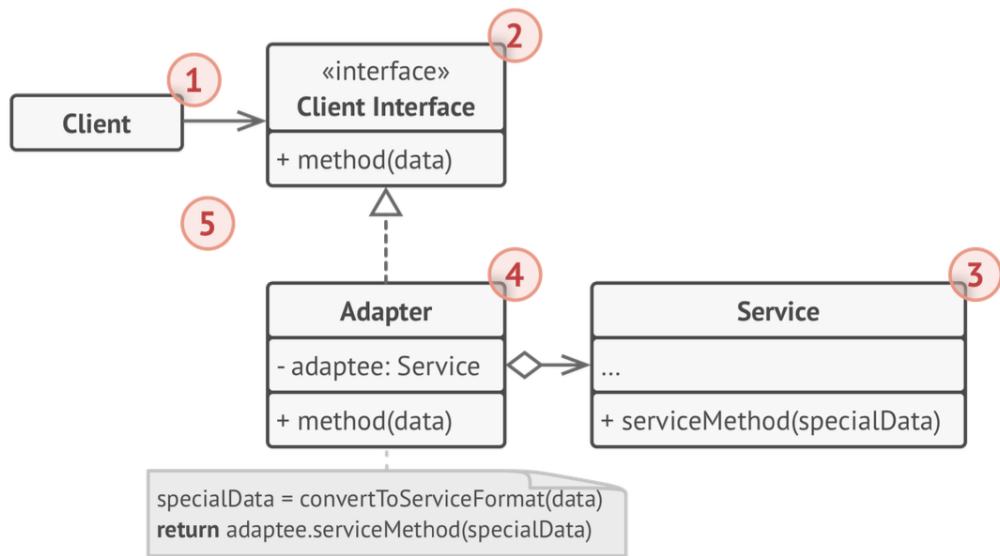 1
Client
2
«interface»
Client Interface
+ method(data)
5
4
Adapter
- adaptee: Service
+ method(data)
3
Service
...
+ serviceMethod(specialData)
specialData = convertToServiceFormat(data)
return adaptee.serviceMethod(specialData)